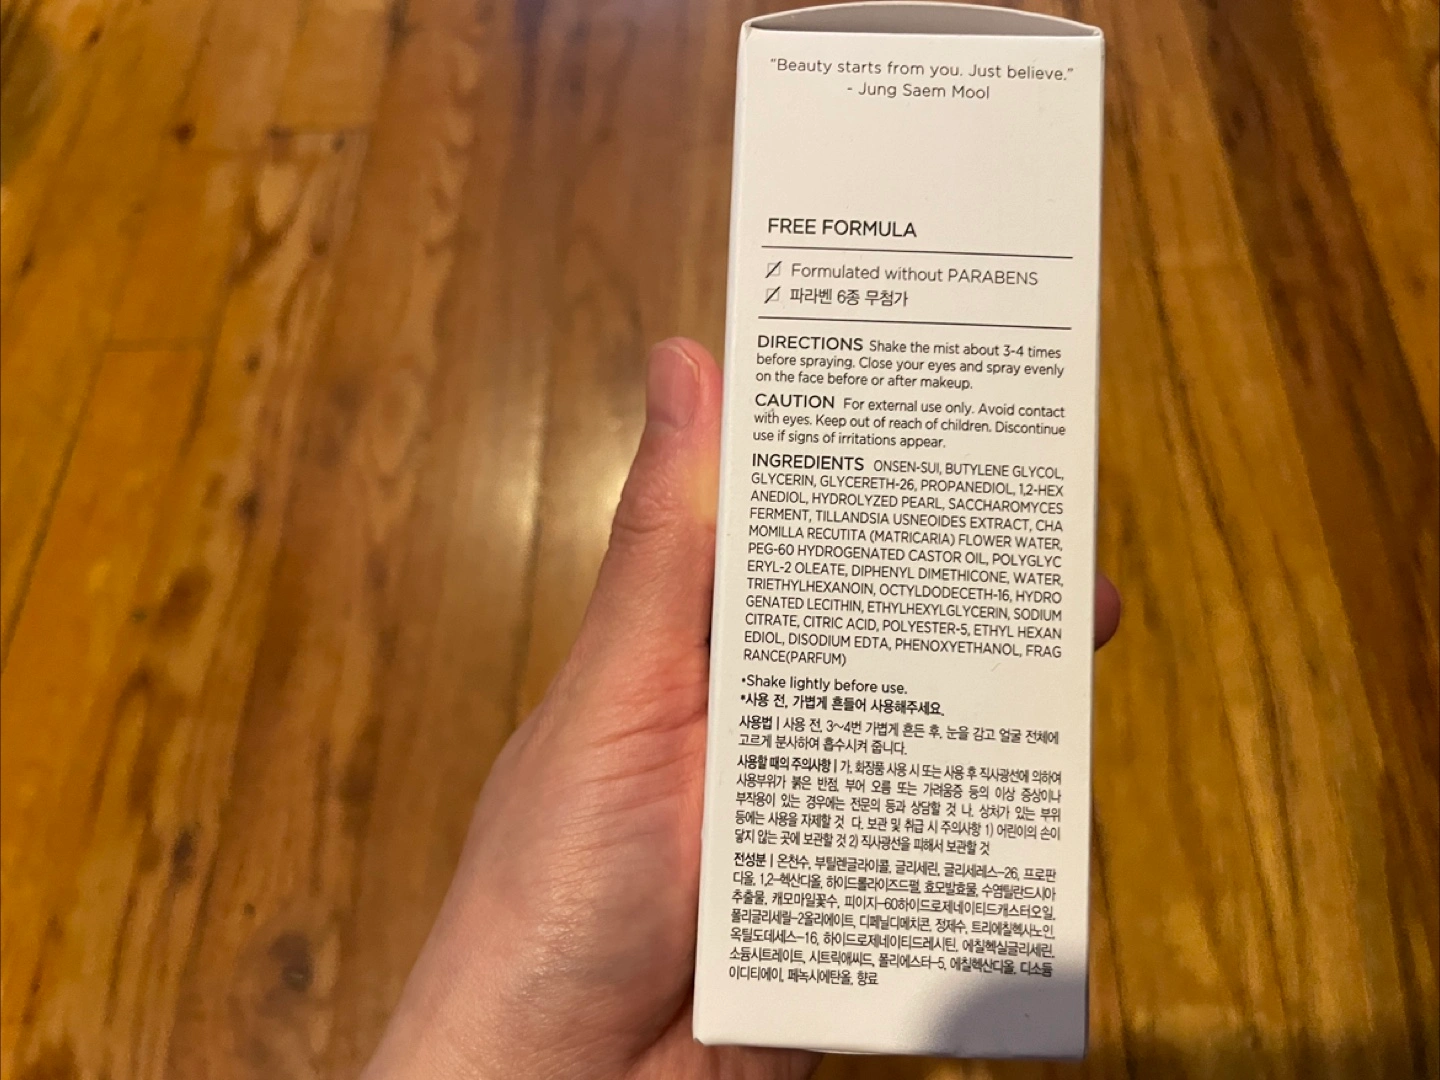 "Beauty starts from you. Just believe."
- Jung Saem Mool
FREE FORMULA
Formulated without PARABENS
파라벤 6종 무첨가
DIRECTIONS Shake the mist about 3-4 times
before spraying. Close your eyes and spray evenly
on the face before or after makeup.
CAUTION For external use only. Avoid contact
with eyes. Keep out of reach of children. Discontinue
use if signs of irritations appear.
INGREDIENTS ONSEN-SUI, BUTYLENE GLYCOL,
GLYCERIN, GLYCERETH-26, PROPANEDIOL, 1,2-HEX
ANEDIOL, HYDROLYZED PEARL, SACCHAROMYCES
FERMENT, TILLANDSIA USNEOIDES EXTRACT, CHA
MOMILLA RECUTITA (MATRICARIA) FLOWER WATER,
PEG-60 HYDROGENATED CASTOR OIL, POLYGLYC
ERYL-2 OLEATE, DIPHENYL DIMETHICONE, WATER,
TRIETHYLHEXANOIN, OCTYLDODECETH-16, HYDRO
GENATED LECITHIN, ETHYLHEXYLGLYCERIN, SODIUM
CITRATE, CITRIC ACID, POLYESTER-5, ETHYL HEXAN
EDIOL, DISODIUM EDTA, PHENOXYETHANOL, FRAG
RANCE(PARFUM)
•Shake lightly before use.
*사용 전, 가볍게 흔들어 사용해주세요.
사용법 | 사용 전, 3~4번 가볍게 흔든 후, 눈을 감고 얼굴 전체에
고르게 분사하여 흡수시켜 줍니다.
사용할 때의 주의사항 | 가. 화장품 사용 시 또는 사용 후 직사광선에 의하여
사용부위가 붉은 반점, 부어 오름 또는 가려움증 등의 이상 증상이나
부작용이 있는 경우에는 전문의 등과 상담할 것 나. 상처가 있는 부위
등에는 사용을 자제할 것 다. 보관 및 취급 시 주의사항 1) 어린이의 손이
닿지 않는 곳에 보관할 것 2) 직사광선을 피해서 보관할 것
전성분 | 온천수, 부틸렌글라이콜, 글리세린, 글리세레스-26, 프로판
디올, 1,2-헥산디올, 하이드롤라이즈드펄, 효모발효물, 수염틸란드시아
추출물, 캐모마일꽃수, 피이지-60하이드로제네이티드캐스터오일,
폴리글리세릴-2올리에이트, 디페닐디메치콘, 정제수, 트리에칠헥사노인,
옥틸도데세스-16, 하이드로제네이티드레시틴, 에칠헥실글리세린,
소듐시트레이트, 시트릭애씨드, 폴리에스터-5, 에칠헥산디올, 디소듐
이디티에이, 페녹시에탄올, 향료